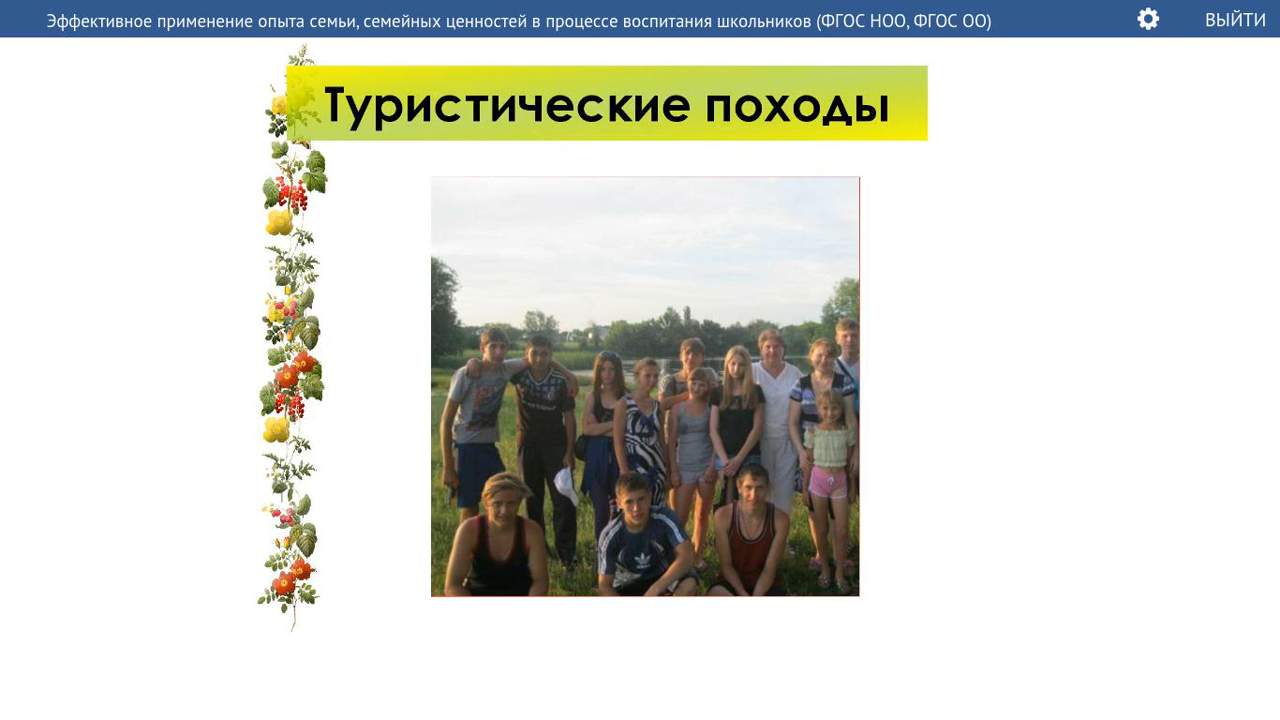 Эффективное применение опыта семьи, семейных ценностей в процессе воспитания школьников (ФГОС НОО, ФГОС ОО)
ВЫЙТИ
Туристические походы